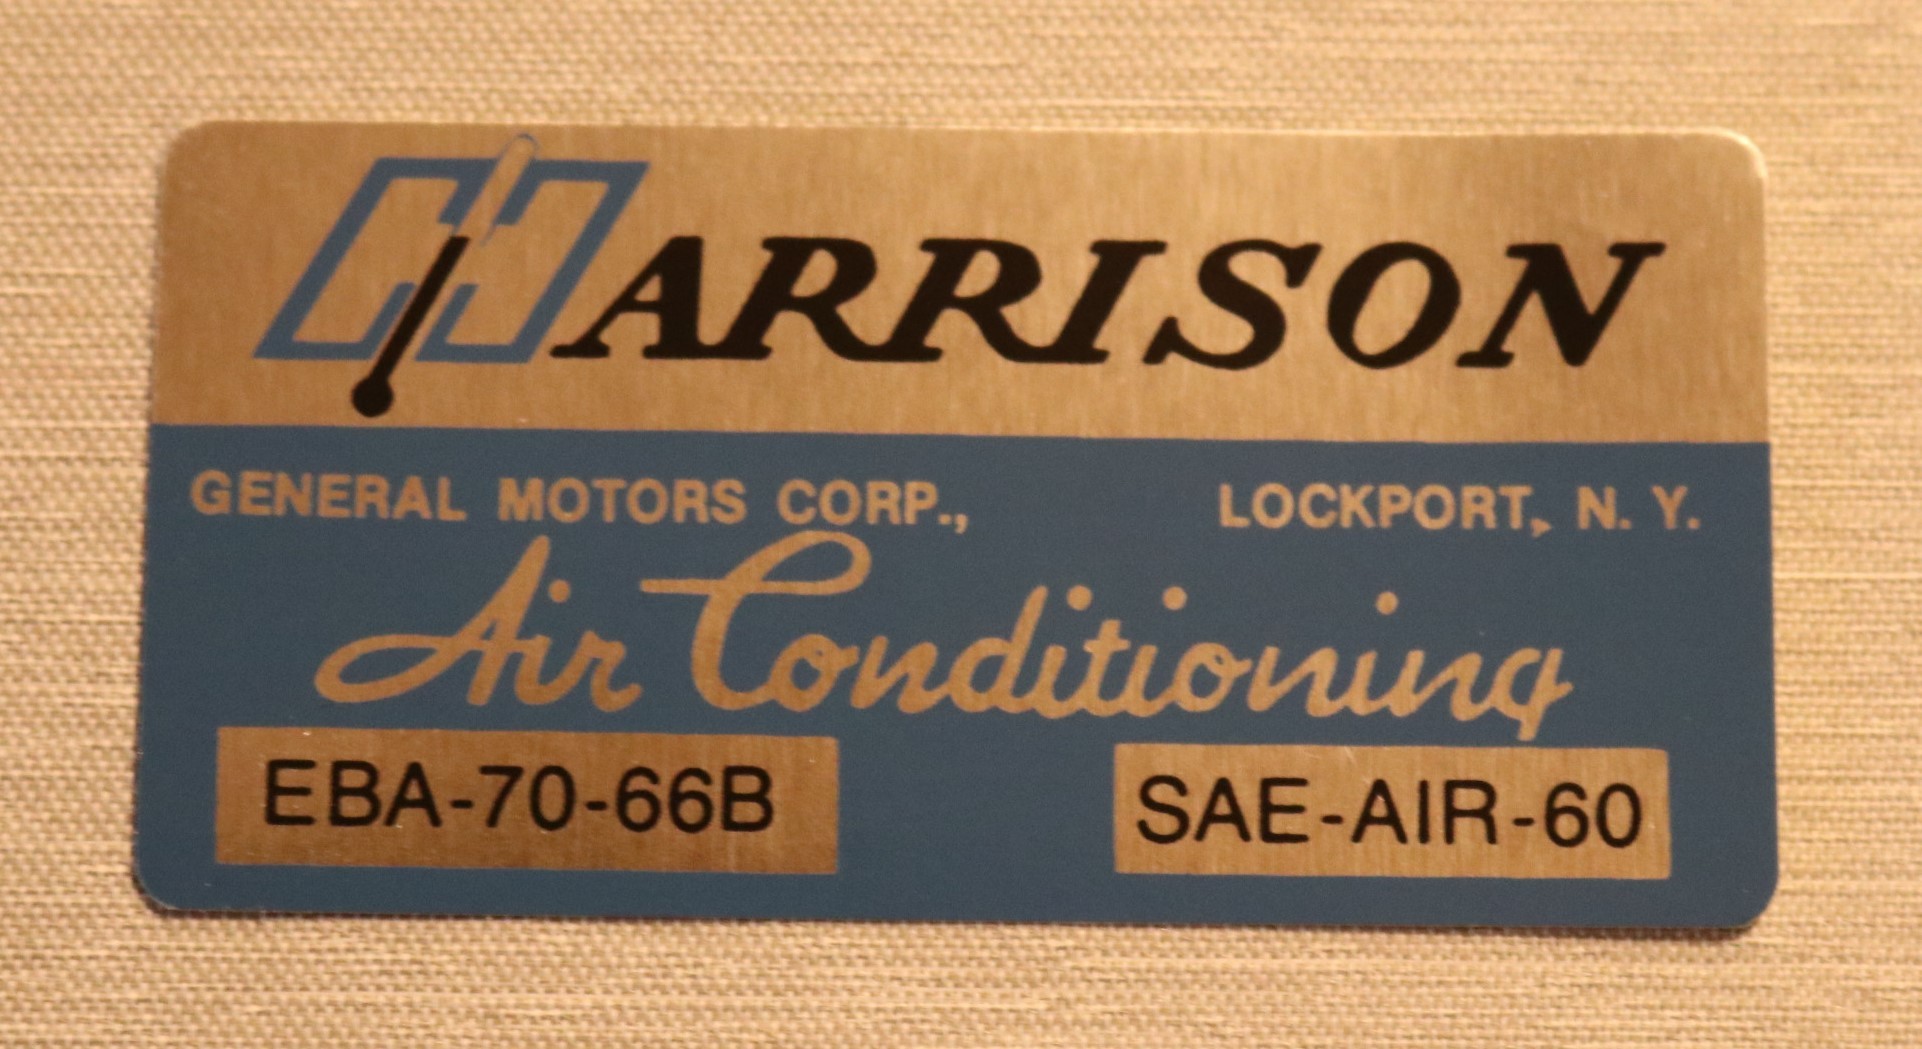 HARRISON
GENERAL MOTORS CORP., LOCKPORT, N. Y.
Air Conditioning
EBA-70-66B SAE-AIR-60